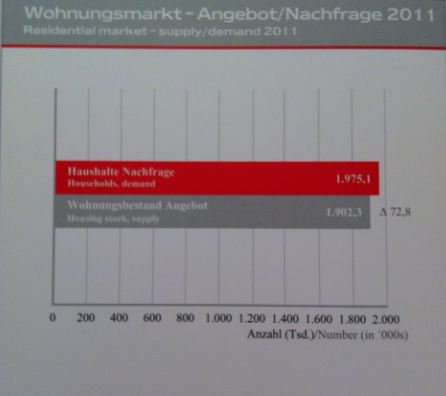 Wohnungsmarkt - Angebot/Nachfrage 2011
Residential market - supply/demand 2011
Haushalte Nachfrage
Households, demand
1.975,1
Wohnungsbestand Angebot
Housing stock, supply
1.902,3
Δ 72,8
0 200 400 600 800 1.000 1.200 1.400 1.600 1.800 2.000
Anzahl (Tsd.)/Number (in ´000s)